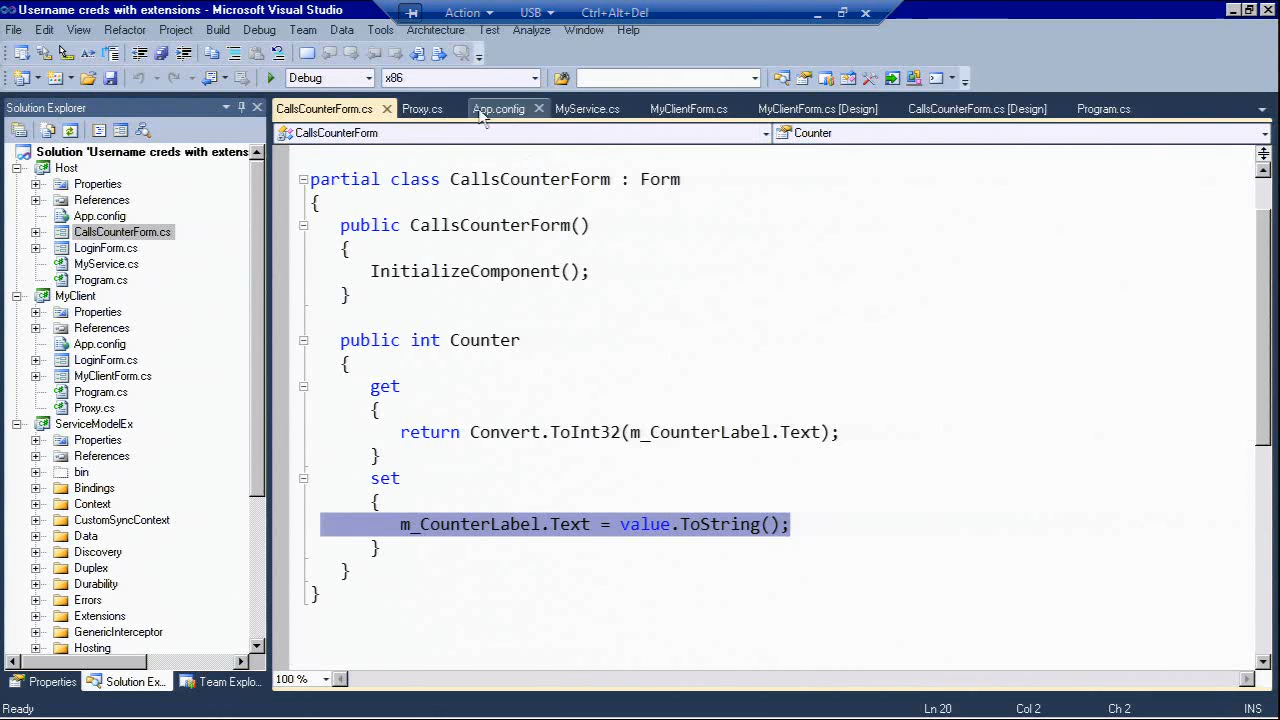 Username creds with extensions - Microsoft Visual Studio
Action USB Ctrl+Alt+Del
File Edit View Refactor Project Build Debug Team Data Tools Architecture Test Analyze Window Help
Debug x86
Solution Explorer
CallsCounterForm.cs Proxy.cs App.config MyService.cs MyClientForm.cs MyClientForm.cs [Design] CallsCounterForm.cs [Design] Program.cs
CallsCounterForm Counter
Solution 'Username creds with extens
Host
Properties
References
App.config
CallsCounterForm.cs
LoginForm.cs
MyService.cs
Program.cs
MyClient
Properties
References
App.config
LoginForm.cs
MyClientForm.cs
Program.cs
Proxy.cs
ServiceModelEx
Properties
References
bin
Bindings
Context
CustomSyncContext
Data
Discovery
Duplex
Durability
Errors
Extensions
GenericInterceptor
Hosting
partial class CallsCounterForm : Form
{
public CallsCounterForm()
{
InitializeComponent();
}
public int Counter
{
get
{
return Convert.ToInt32(m_CounterLabel.Text);
}
set
{
m_CounterLabel.Text = value.ToString();
}
}
}
100 %
Properties Solution Ex... Team Explo...
Ready Ln 20 Col 2 Ch 2 INS